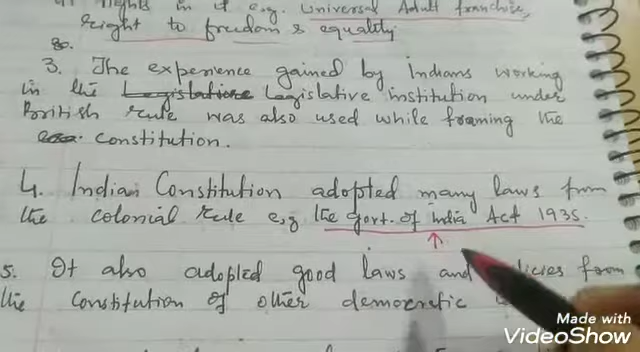 rights in it e.g. Universal Adult franchise,
right to freedom & equality
3. The experience gained by Indians working
in the Legislative institution under
British rule was also used while framing the
constitution.
4. Indian Constitution adopted many laws from
the colonial rule e.g the govt. of india Act 1935.
5. It also adopted good laws and policies from
the Constitution of other democratic
Made with
VideoShow